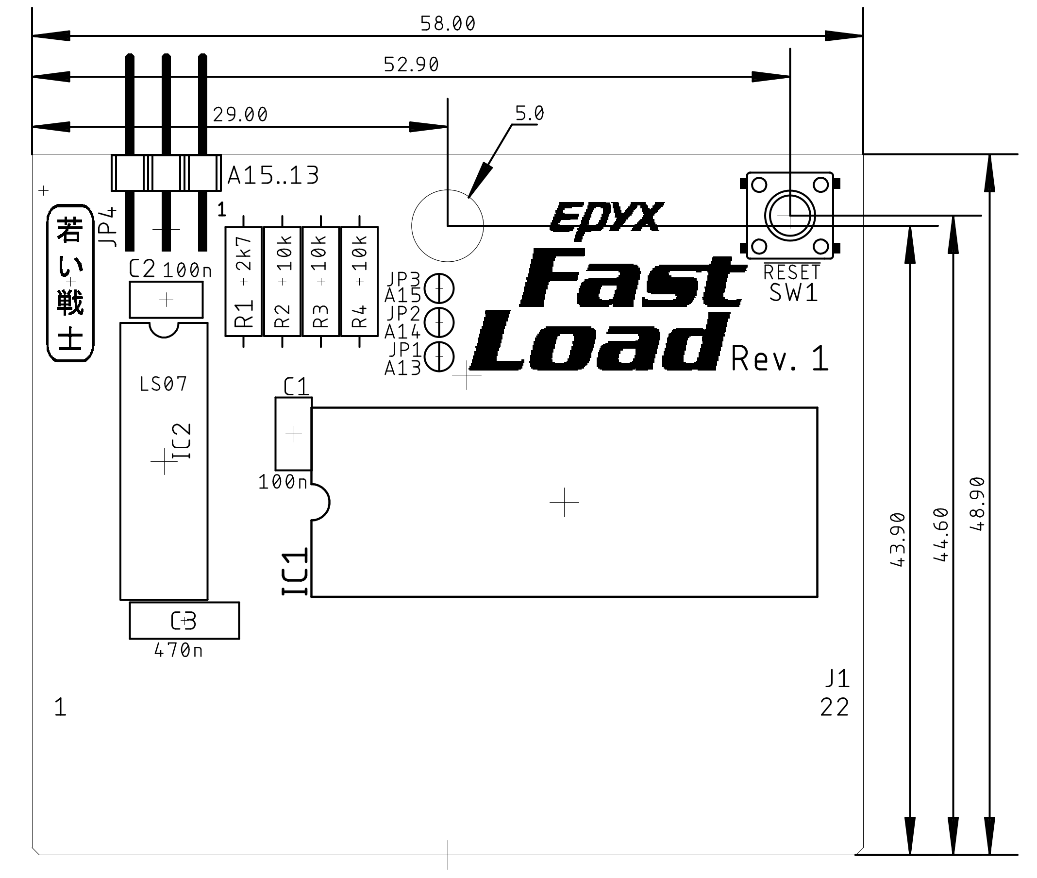 58.00
52.90
29.00
5.0
A15..13
JP4
1
若い戦士
C2 100n
R1 2k7
R2 10k
R3 10k
R4 10k
JP3
A15
JP2
A14
JP1
A13
EPYX
Fast
Load
Rev. 1
RESET
SW1
LS07
IC2
C1
100n
IC1
C3
470n
43.90
44.60
48.90
J1
1
22